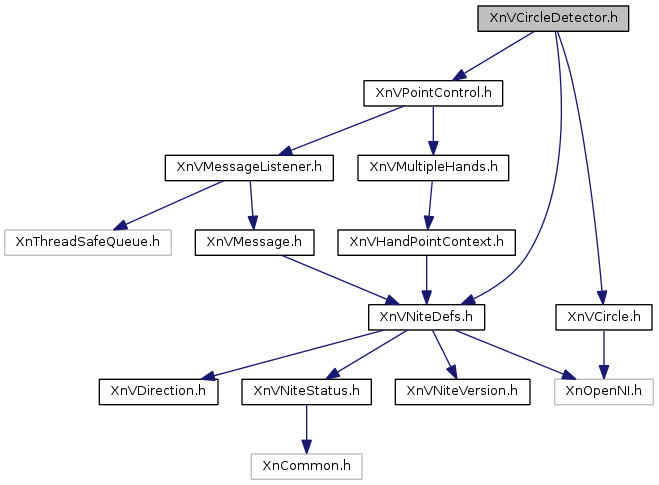 XnVCircleDetector.h
XnVPointControl.h
XnVMessageListener.h
XnVMultipleHands.h
XnThreadSafeQueue.h
XnVMessage.h
XnVHandPointContext.h
XnVNiteDefs.h
XnVCircle.h
XnVDirection.h
XnVNiteStatus.h
XnVNiteVersion.h
XnOpenNI.h
XnCommon.h